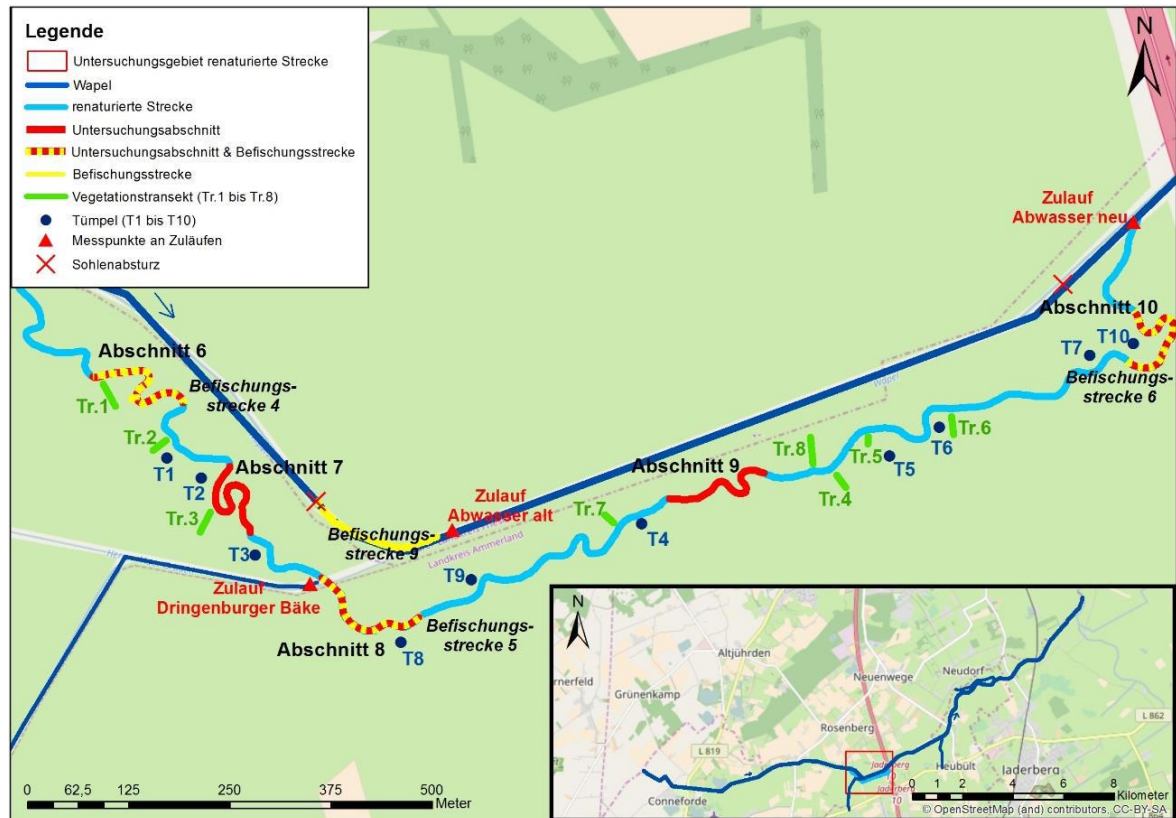 Legende
Untersuchungsgebiet renaturierte Strecke
Wapel
renaturierte Strecke
Untersuchungsabschnitt
Untersuchungsabschnitt & Befischungsstrecke
Befischungsstrecke
Vegetationstransekt (Tr.1 bis Tr.8)
Tümpel (T1 bis T10)
Messpunkte an Zuläufen
Sohlenabsturz
N
Zulauf
Abwasser neu
Abschnitt 10
T10
T7
Befischungs-
strecke 6
Abschnitt 6
Befischungs-
strecke 4
Tr.1
Tr.2
T1
T2
Abschnitt 7
Tr.3
T3
Zulauf
Abwasser alt
Befischungs-
strecke 9
Landkreis Ammerland
Zulauf
Dringenburger Bäke
Abschnitt 8
T8
Befischungs-
strecke 5
T9
Tr.7
T4
Abschnitt 9
Tr.8
Tr.4
Tr.5
T5
T6
Tr.6
Wapel
0 62,5 125 250 375 500
Meter
N
Altjührden
Grünenkamp
Neuenwege
Neudorf
Rosenberg
L 819
L 862
Heubült
Jaderberg
Jaderberg
10
Jaderberg
10
Conneforde
0 1 2 4 6 8
Kilometer
© OpenStreetMap (and) contributors, CC-BY-SA